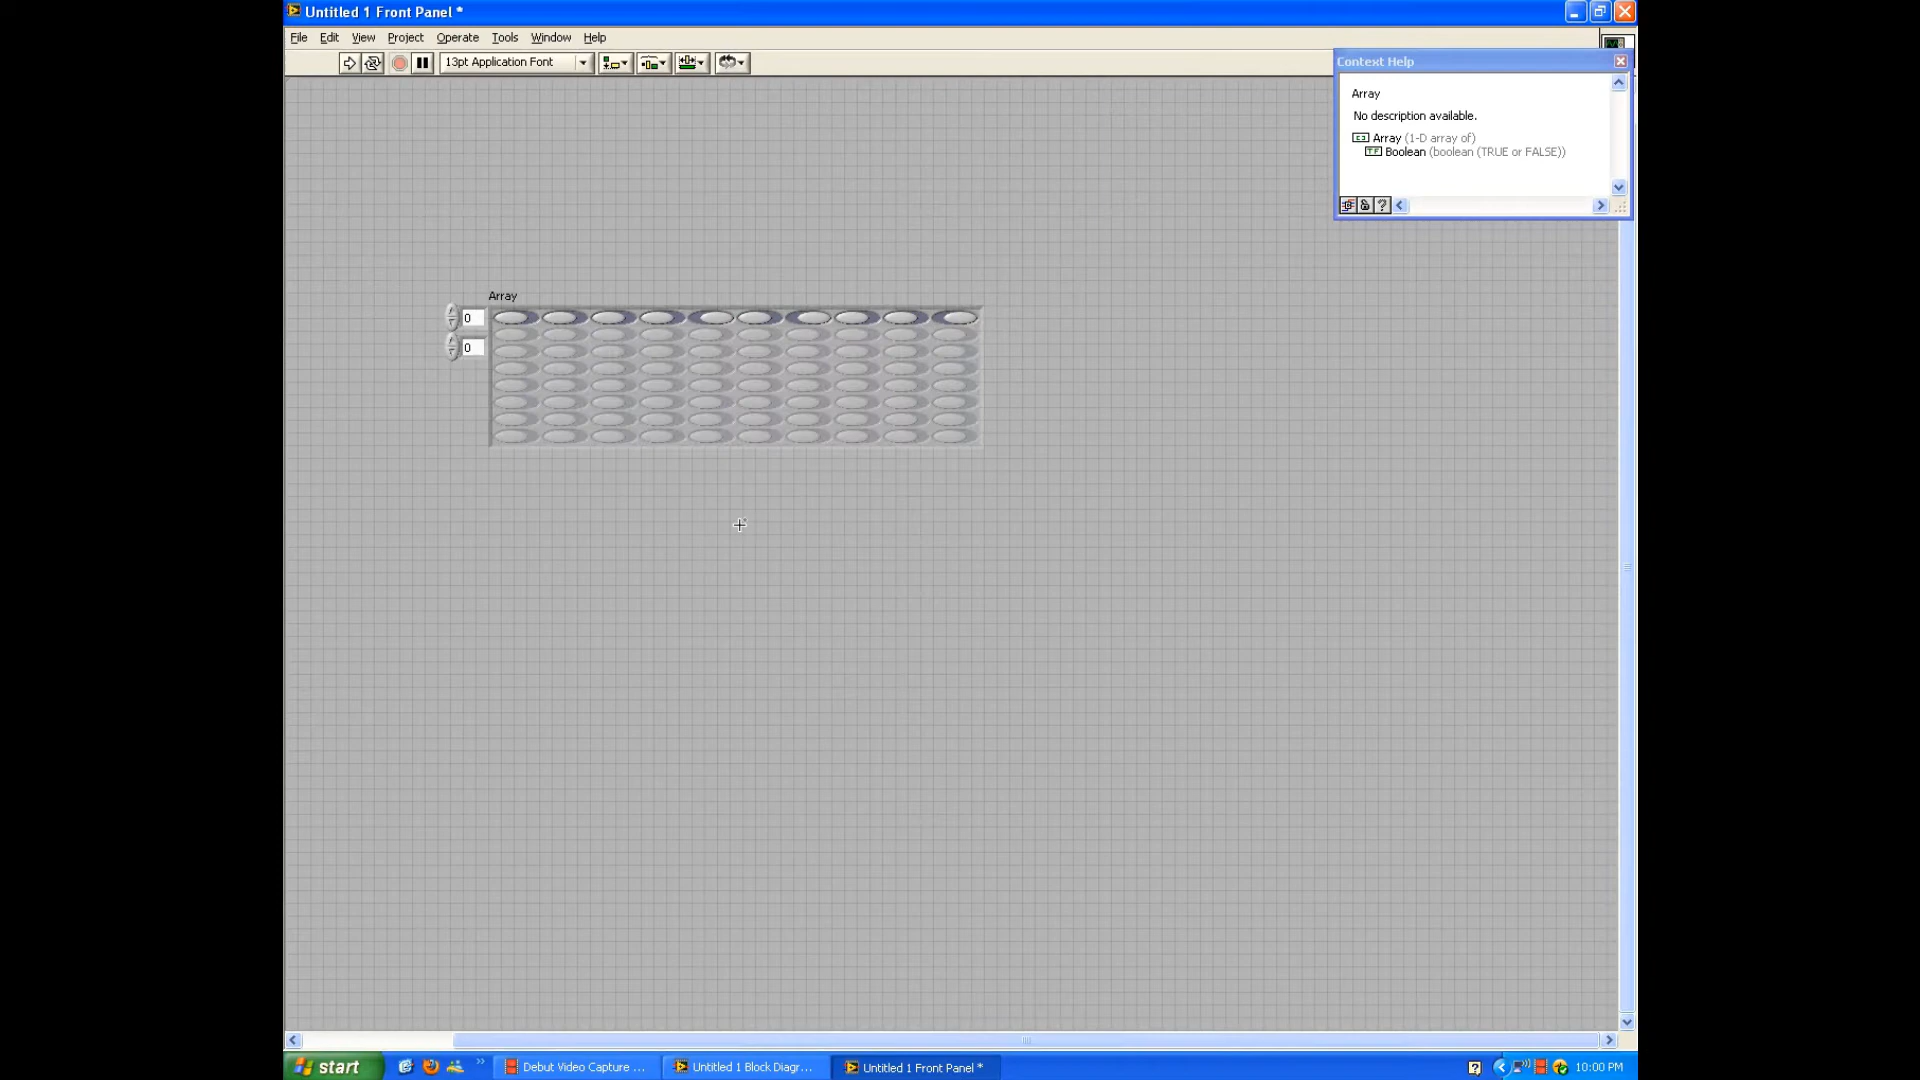 Untitled 1 Front Panel *
File Edit View Project Operate Tools Window Help
13pt Application Font
Context Help
Array
No description available.
Array (1-D array of)
TF Boolean (boolean (TRUE or FALSE))
?
Array
0
0
start
Debut Video Capture ...
Untitled 1 Block Diagr...
Untitled 1 Front Panel *
?
10:00 PM